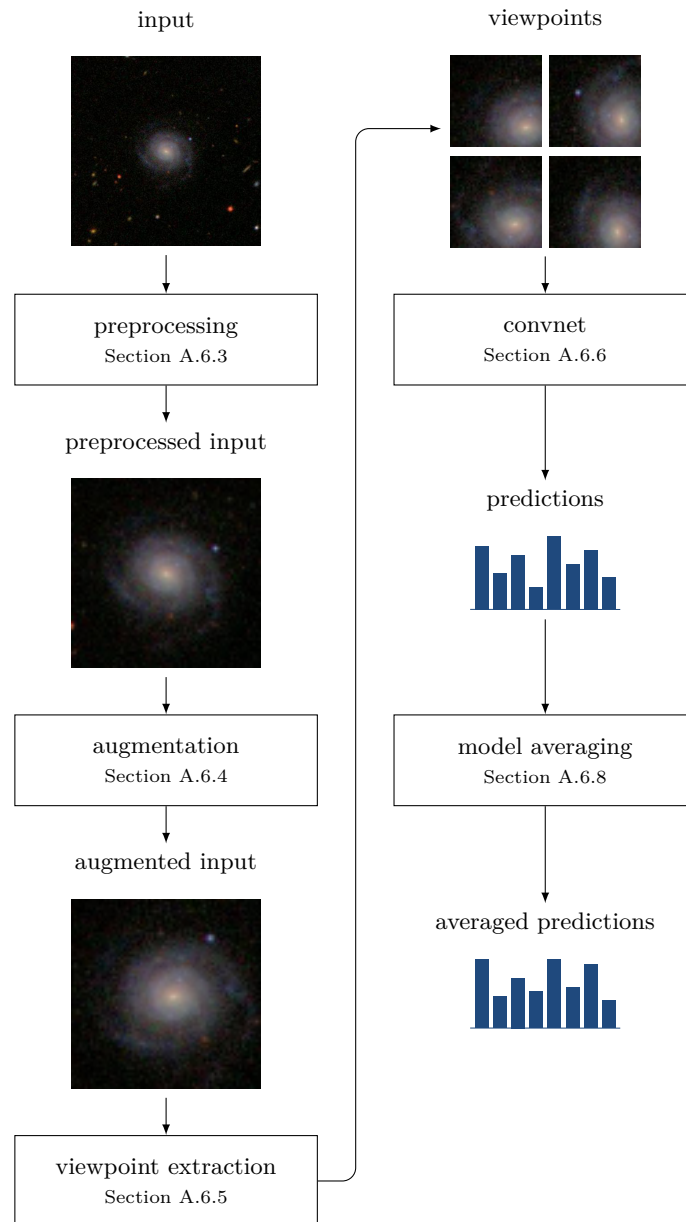 input
preprocessing
Section A.6.3
preprocessed input
augmentation
Section A.6.4
augmented input
viewpoint extraction
Section A.6.5
viewpoints
convnet
Section A.6.6
predictions
model averaging
Section A.6.8
averaged predictions